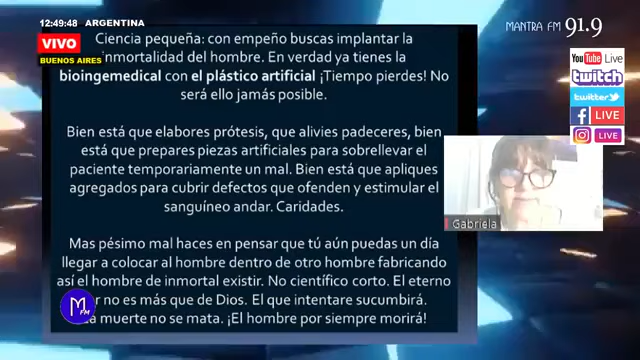 12:49:48 ARGENTINA
MANTRA FM 91.9
VIVO
BUENOS AIRES
Ciencia pequeña: con empeño buscas implantar la
inmortalidad del hombre. En verdad ya tienes la
bioingemedical con el plástico artificial ¡Tiempo pierdes! No
será ello jamás posible.
Bien está que elabores prótesis, que alivies padeceres, bien
está que prepares piezas artificiales para sobrellevar el
paciente temporariamente un mal. Bien está que apliques
agregados para cubrir defectos que ofenden y estimular el
sanguíneo andar. Caridades.
Mas pésimo mal haces en pensar que tú aún puedas un día
llegar a colocar al hombre dentro de otro hombre fabricando
así el hombre de inmortal existir. No científico corto. El eterno
no es más que de Dios. El que intentare sucumbirá.
muerte no se mata. ¡El hombre por siempre morirá!
YouTube Live
twitch
twitter
LIVE
LIVE
Gabriela
M FM